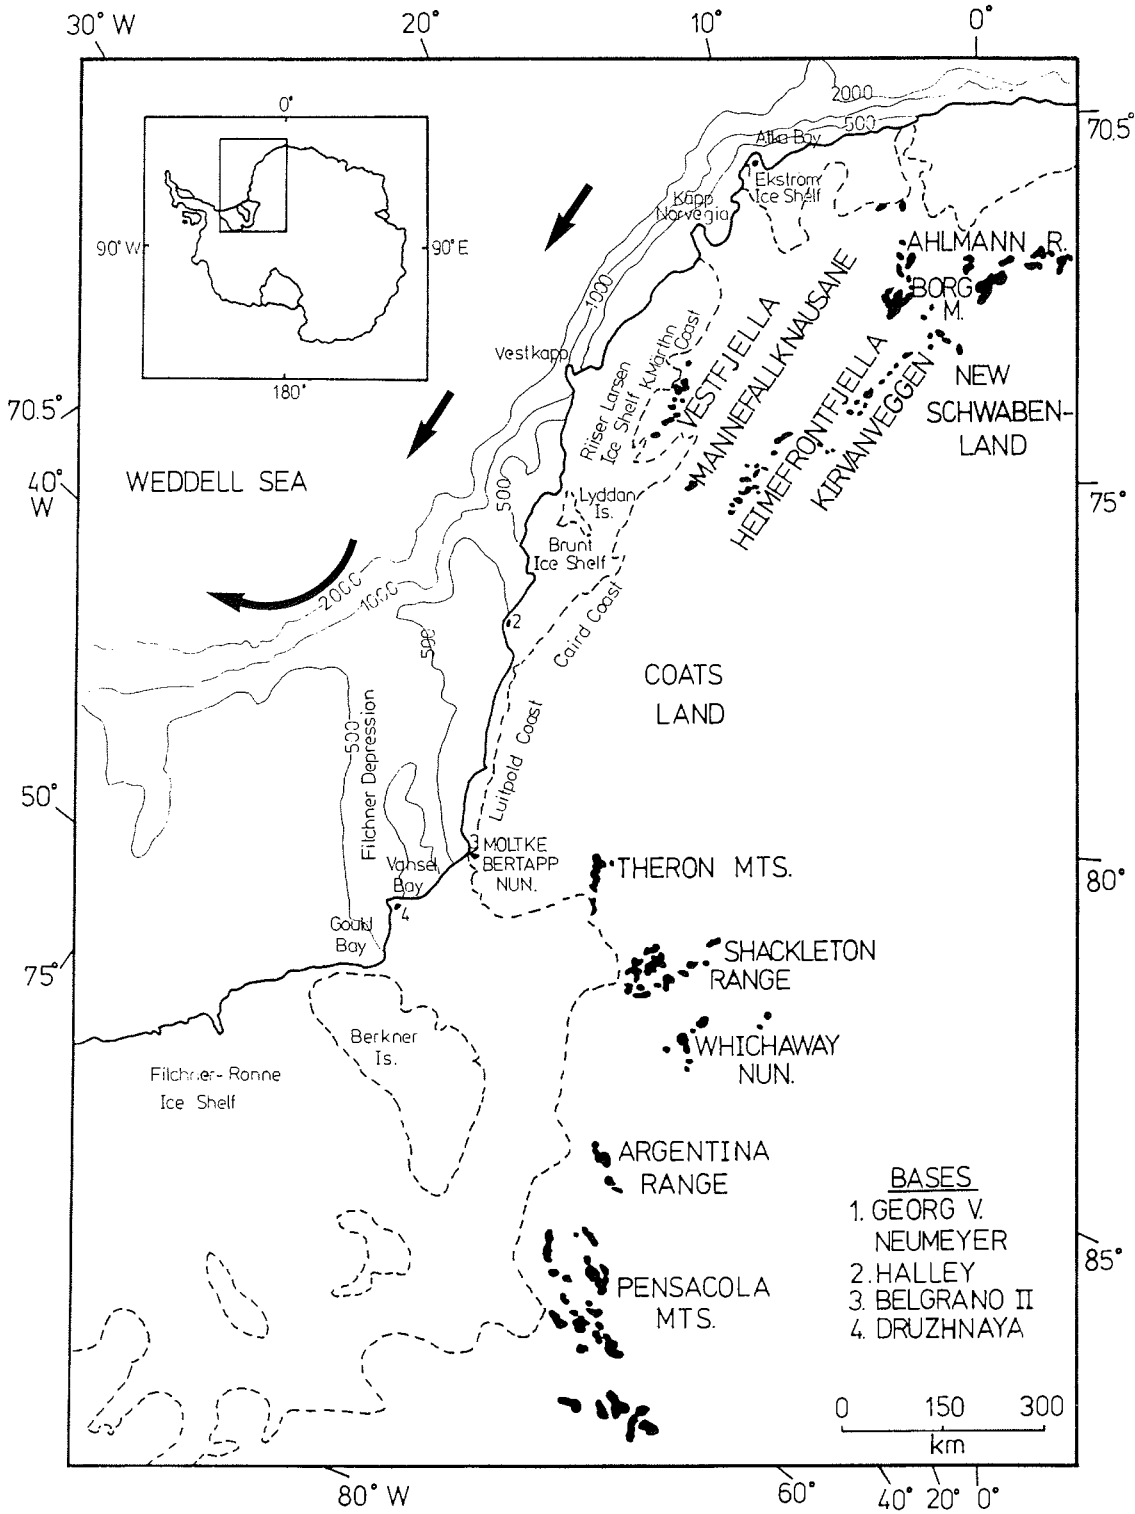 30° W
20°
10°
0°
2000
500
70.5°
Atka Bay
Ekström
Ice Shelf
Kapp
Norvegia
0°
90° W
90° E
180°
AHLMANN R.
BORG
M.
1000
Vestkapp
Riiser Larsen
Ice Shelf
K.Märthn
Coast
VESTFJELLA
MANNEFALLKNAUSANE
HEIMEFRONTFJELLA
KIRVANVEGGEN
NEW
SCHWABEN-
LAND
70.5°
40°
W
WEDDELL SEA
500
Lyddan
Is.
Brunt
Ice Shelf
75°
2000
1000
500
2
Caird Coast
COATS
LAND
Luitpold Coast
500
Filchner Depression
50°
3
MOLTKE
BERTAPP
NUN.
Vahsel
Bay
4
Gould
Bay
THERON MTS.
80°
75°
SHACKLETON
RANGE
WHICHAWAY
NUN.
Berkner
Is.
Filchner-Ronne
Ice Shelf
ARGENTINA
RANGE
PENSACOLA
MTS.
BASES
1. GEORG V.
NEUMEYER
2. HALLEY
3. BELGRANO II
4. DRUZHNAYA
85°
0 150 300
km
80° W
60°
40° 20° 0°